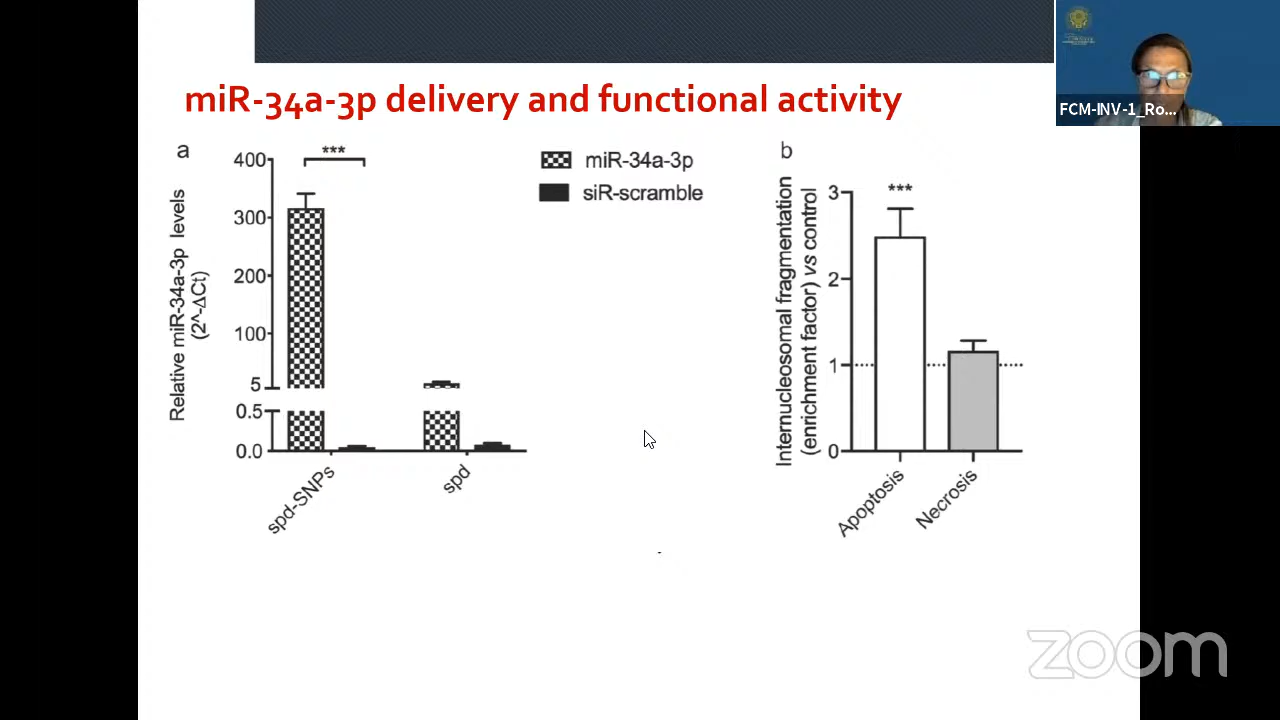 miR-34a-3p delivery and functional activity
FCM-INV-1_Ro...
a
***
400
300
200
100
5
0.5
0.0
Relative miR-34a-3p levels
(2^-ΔCt)
miR-34a-3p
siR-scramble
spd-SNPs
spd
b
***
3
2
1
0
Internucleosomal fragmentation
(enrichment factor) vs control
Apoptosis
Necrosis
zoom